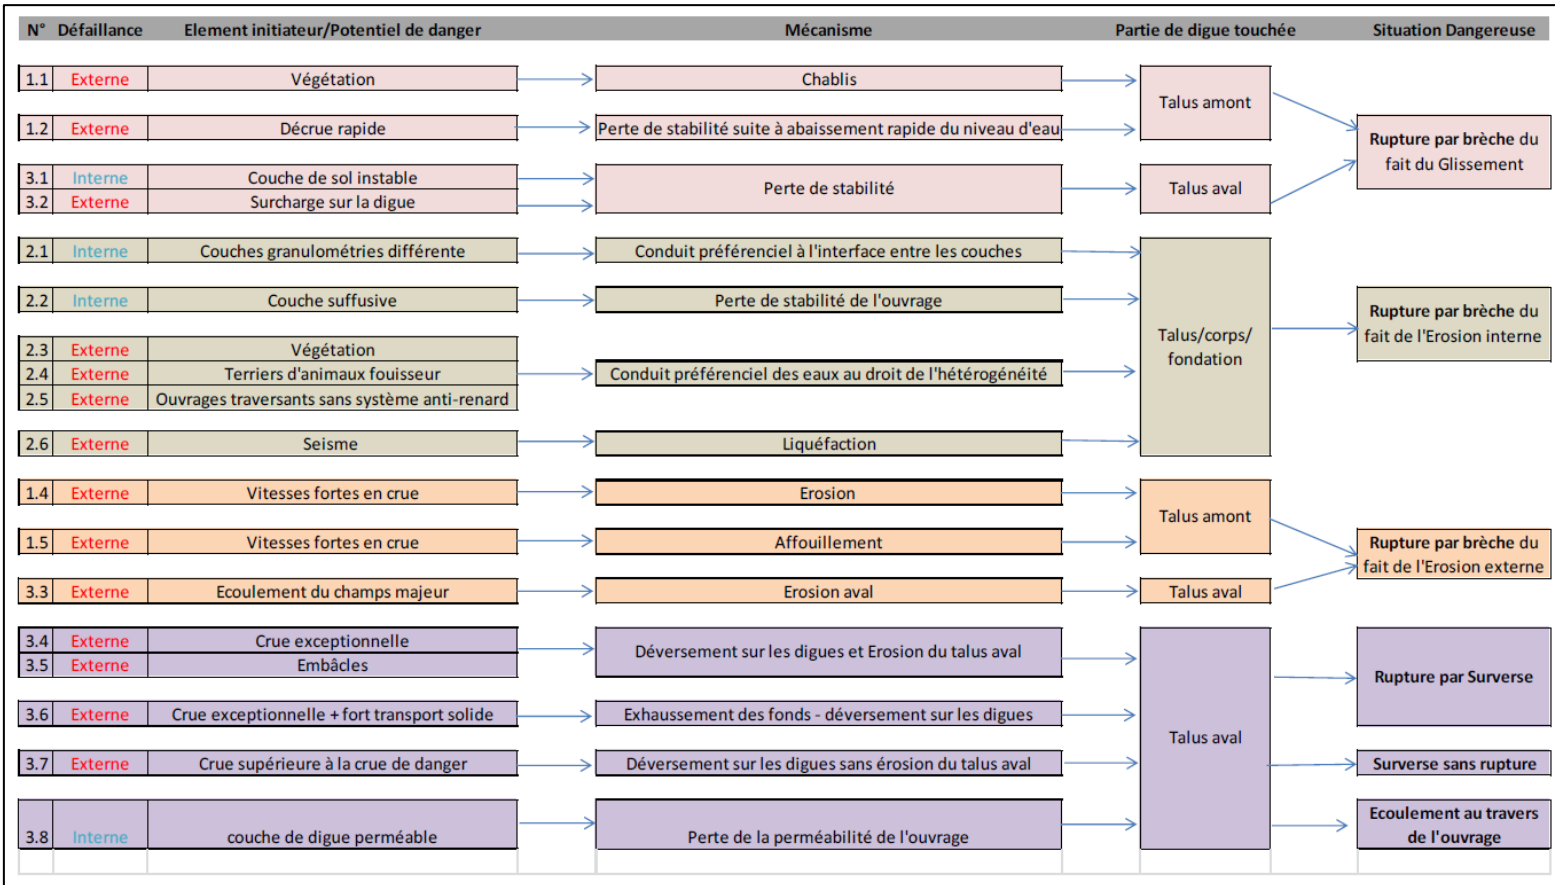 N° Défaillance Element initiateur/Potentiel de danger Mécanisme Partie de digue touchée Situation Dangereuse
1.1 Externe Végétation Chablis
Talus amont
1.2 Externe Décrue rapide Perte de stabilité suite à abaissement rapide du niveau d'eau
Rupture par brèche du
fait du Glissement
3.1 Interne Couche de sol instable
Perte de stabilité Talus aval
3.2 Externe Surcharge sur la digue
2.1 Interne Couches granulométries différente Conduit préférenciel à l'interface entre les couches
2.2 Interne Couche suffusive Perte de stabilité de l'ouvrage
Rupture par brèche du
fait de l'Erosion interne
Talus/corps/
fondation
2.3 Externe Végétation
2.4 Externe Terriers d'animaux fouisseur Conduit préférenciel des eaux au droit de l'hétérogénéité
2.5 Externe Ouvrages traversants sans système anti-renard
2.6 Externe Seisme Liquéfaction
1.4 Externe Vitesses fortes en crue Erosion
Talus amont
1.5 Externe Vitesses fortes en crue Affouillement
Rupture par brèche du
fait de l'Erosion externe
3.3 Externe Ecoulement du champs majeur Erosion aval Talus aval
3.4 Externe Crue exceptionnelle
Déversement sur les digues et Erosion du talus aval
3.5 Externe Embâcles
Rupture par Surverse
3.6 Externe Crue exceptionnelle + fort transport solide Exhaussement des fonds - déversement sur les digues
Talus aval
3.7 Externe Crue supérieure à la crue de danger Déversement sur les digues sans érosion du talus aval Surverse sans rupture
3.8 Interne couche de digue perméable Perte de la perméabilité de l'ouvrage
Ecoulement au travers
de l'ouvrage